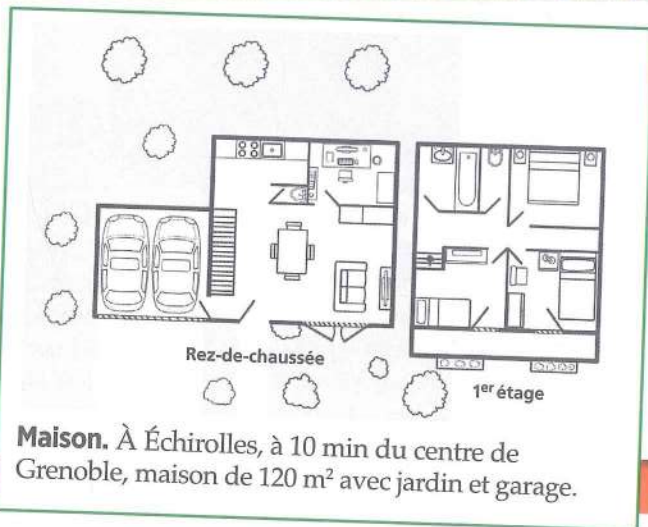 Rez-de-chaussée
1er étage
Maison. À Échirolles, à 10 min du centre de
Grenoble, maison de 120 m² avec jardin et garage.